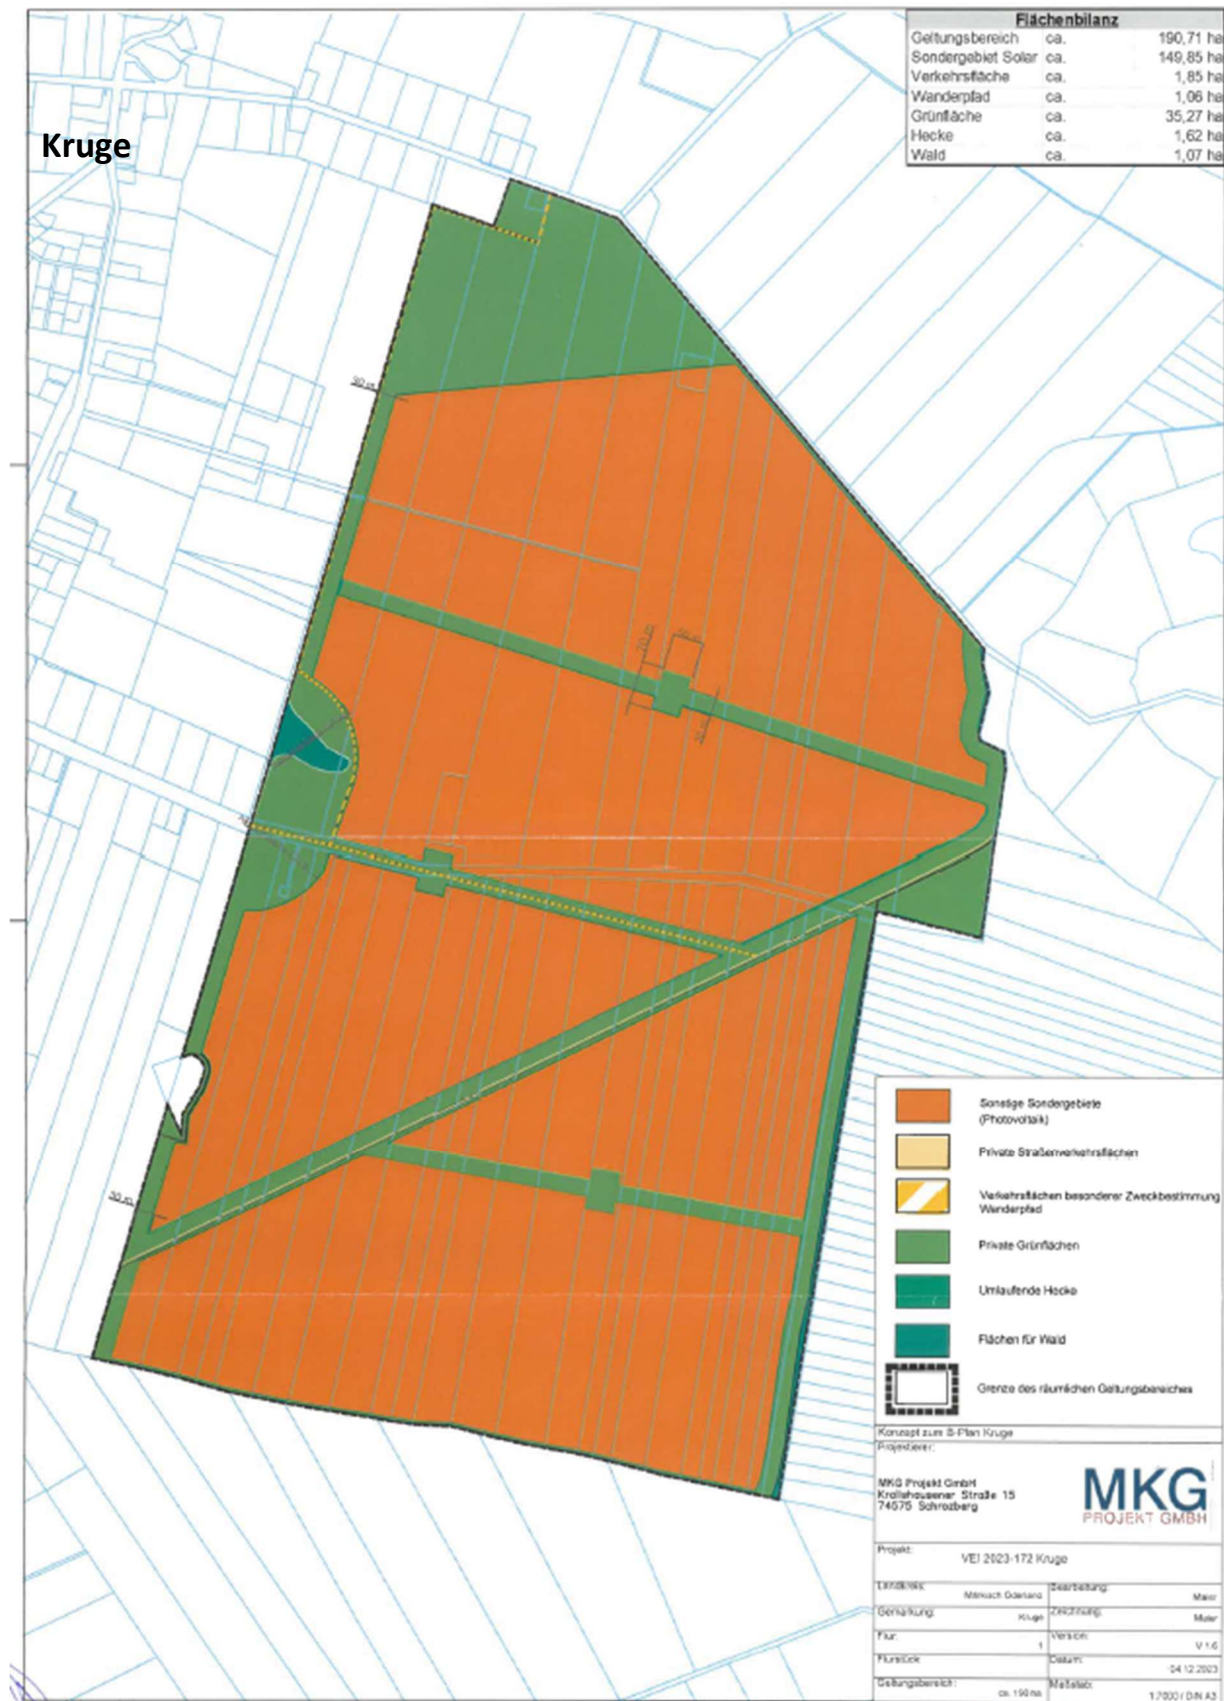 Flächenbilanz
Geltungsbereich ca. 190,71 ha
Sondergebiet Solar ca. 149,85 ha
Verkehrsfläche ca. 1,85 ha
Wanderpfad ca. 1,06 ha
Grünfläche ca. 35,27 ha
Hecke ca. 1,62 ha
Wald ca. 1,07 ha
Kruge
30 m
70 m
50 m
30 m
Sonstige Sondergebiete
(Photovoltaik)
Private Straßenverkehrsflächen
Verkehrsflächen besonderer Zweckbestimmung
Wanderpfad
Private Grünflächen
Umlaufende Hecke
Flächen für Wald
Grenze des räumlichen Geltungsbereiches
Konzept zum B-Plan Kruge
Projektierer:
MKG Projekt GmbH
Krailshausener Straße 15
74575 Schrozberg
MKG
PROJEKT GMBH
Projekt: VEI 2023-172 Kruge
Landkreis: Bearbeitung: Maier
Gemarkung: Kruge Zeichnung: Maier
Flur: 1 Version: V 1.6
Flurstück Datum: 04.12.2023
Geltungsbereich: ca. 190 ha Maßstab: 1:7000 / DIN A3